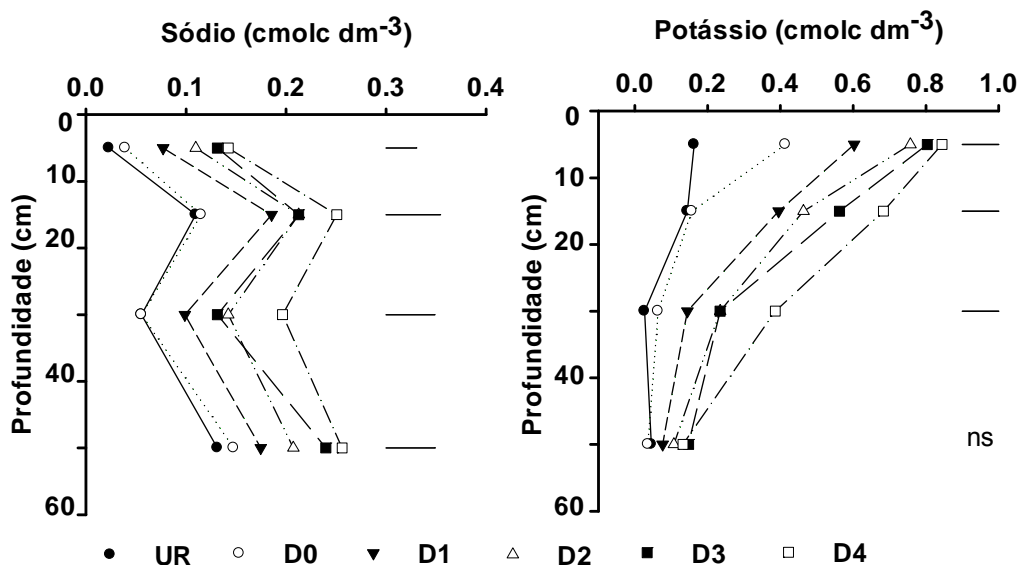 Sódio (cmolc dm-3)
0.0 0.1 0.2 0.3 0.4
Profundidade (cm)
0
10
20
40
60
Potássio (cmolc dm-3)
0.0 0.2 0.4 0.6 0.8 1.0
Profundidade (cm)
0
10
20
40
60
ns
UR D0 D1 D2 D3 D4